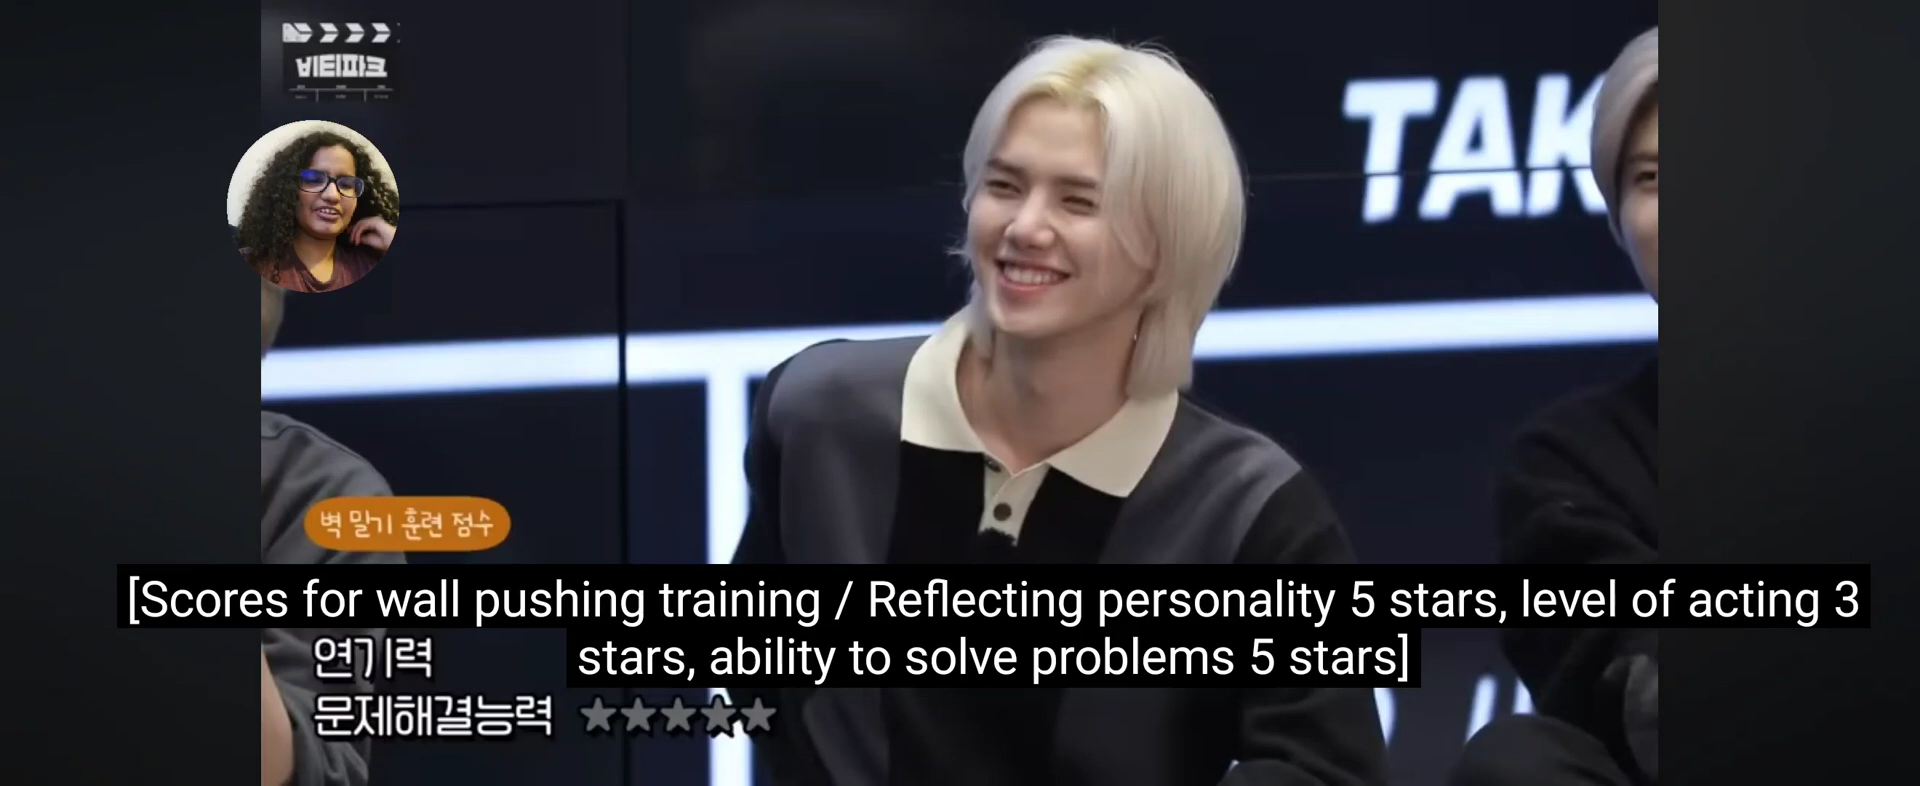 비티파크
TAK
벽 밀기 훈련 점수
[Scores for wall pushing training / Reflecting personality 5 stars, level of acting 3
stars, ability to solve problems 5 stars]
연기력
문제해결능력 ★★★★★